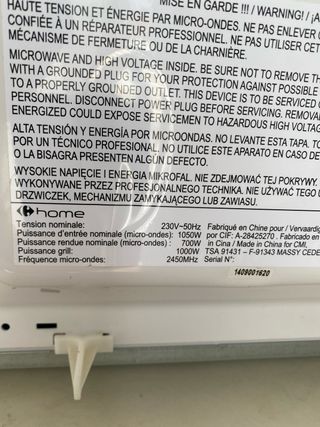 MISE EN GARDE !!! / WARNING! / ¡A
HAUTE TENSION ET ÉNERGIE PAR MICRO-ONDES. NE PAS ENLEVER
CONFIÉE À UN RÉPARATEUR PROFESSIONNEL. NE PAS UTILISER CET
MÉCANISME DE FERMETURE OU DE LA CHARNIÈRE.
MICROWAVE AND HIGH VOLTAGE INSIDE. BE SURE NOT TO REMOVE TH
WITH A GROUNDED PLUG FOR YOUR PROTECTION AGAINST POSSIBLE
TO A PROPERLY GROUNDED OUTLET. THIS DEVICE IS TO BE SERVICED O
PERSONNEL. DISCONNECT POWER PLUG BEFORE SERVICING. REMOVAL
ENERGIZED COULD EXPOSE SERVICEMEN TO HAZARDOUS HIGH VOLTAGE
ALTA TENSIÓN Y ENERGÍA POR MICROONDAS. NO LEVANTE ESTA TAPA. TO
POR UN TÉCNICO PROFESIONAL. NO UTILICE ESTE APARATO EN CASO DE
O LA BISAGRA PRESENTEN ALGÚN DEFECTO.
WYSOKIE NAPIĘCIE I ENERGIA MIKROFAL. NIE ZDEJMOWAĆ TEJ POKRYWY.
WYKONYWANE PRZEZ PROFESJONALNEGO TECHNIKA. NIE UŻYWAĆ TEGO U
DRZWICZEK, MECHANIZMU ZAMYKAJĄCEGO LUB ZAWIASU.
home
Tension nominale: 230V~50Hz
Puissance d'entrée nominale (micro-ondes): 1050W
Puissance rendue nominale (micro-ondes): 700W
Puissance gril: 1000W
Fréquence micro-ondes: 2450MHz
Fabriqué en Chine pour / Vervaardig
por CIF: A-28425270 . Fabricado en
in Cina / Made in China for CMI,
TSA 91431 – F-91343 MASSY CEDE
Serial N°:
1409001620